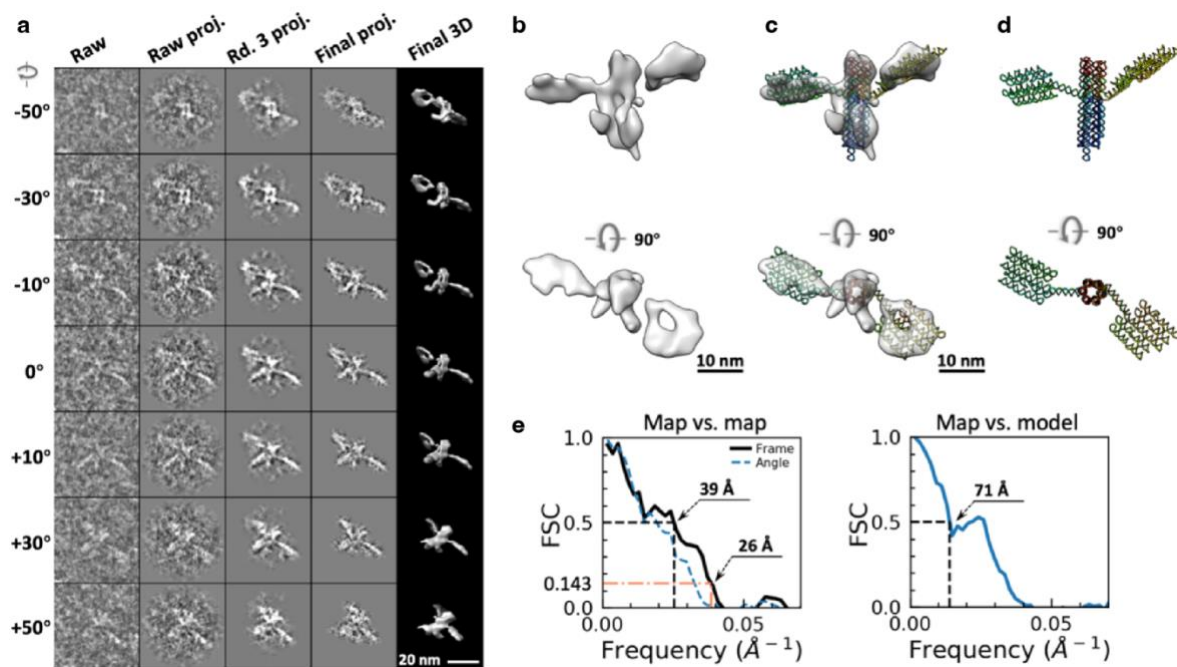 a
Raw
Raw proj.
Rd. 3 proj.
Final proj.
Final 3D
-50°
-30°
-10°
0°
+10°
+30°
+50°
20 nm
b
c
d
90°
90°
90°
10 nm
10 nm
e
Map vs. map
Frame
Angle
39 Å
26 Å
1.0
0.5
0.143
0.0
0.00
0.05
FSC
Frequency (Å⁻¹)
Map vs. model
71 Å
1.0
0.5
0.0
0.00
0.05
FSC
Frequency (Å⁻¹)